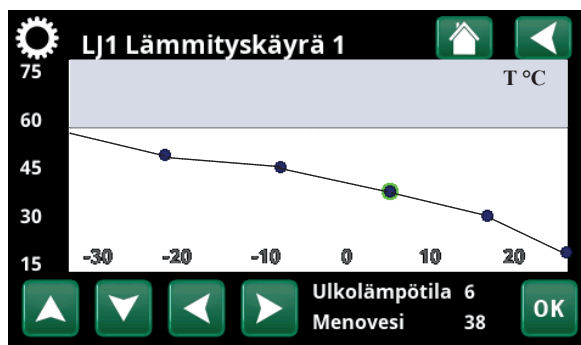 LJ1 Lämmityskäyrä 1
75
T °C
60
45
30
15
-30 -20 -10 0 10 20
Ulkolämpötila 6
Menovesi 38
OK